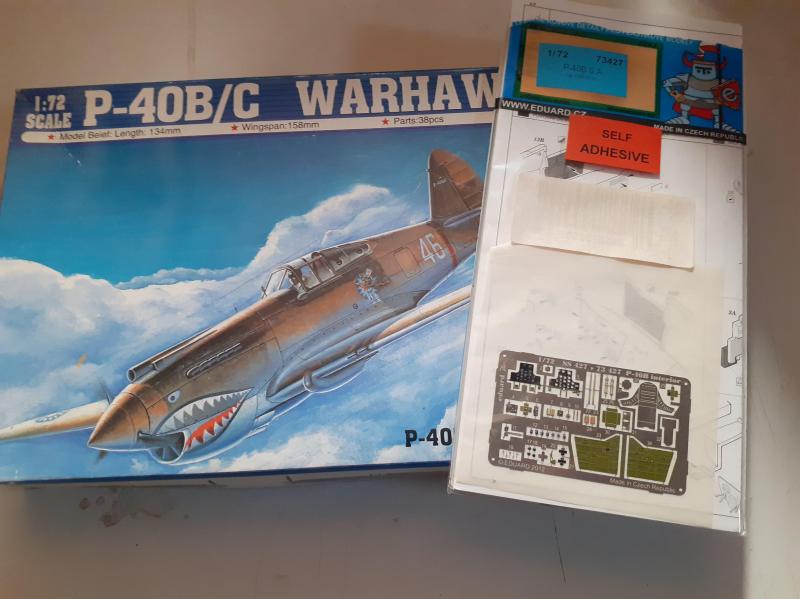 1:72
SCALE
P-40B/C WARHAW
★ Model Beief: Length: 134mm ★ Wingspan:158mm ★ Parts:38pcs
46
P-40
1/72 73427
P-40B S.A.
WWW.EDUARD.CZ
MADE IN CZECH REPUBLIC
e
SELF
ADHESIVE
13B
2A
1/72 SS 427 + 73 427 P-40B interior
eduard
© EDUARD 2012
Made in Czech Republic